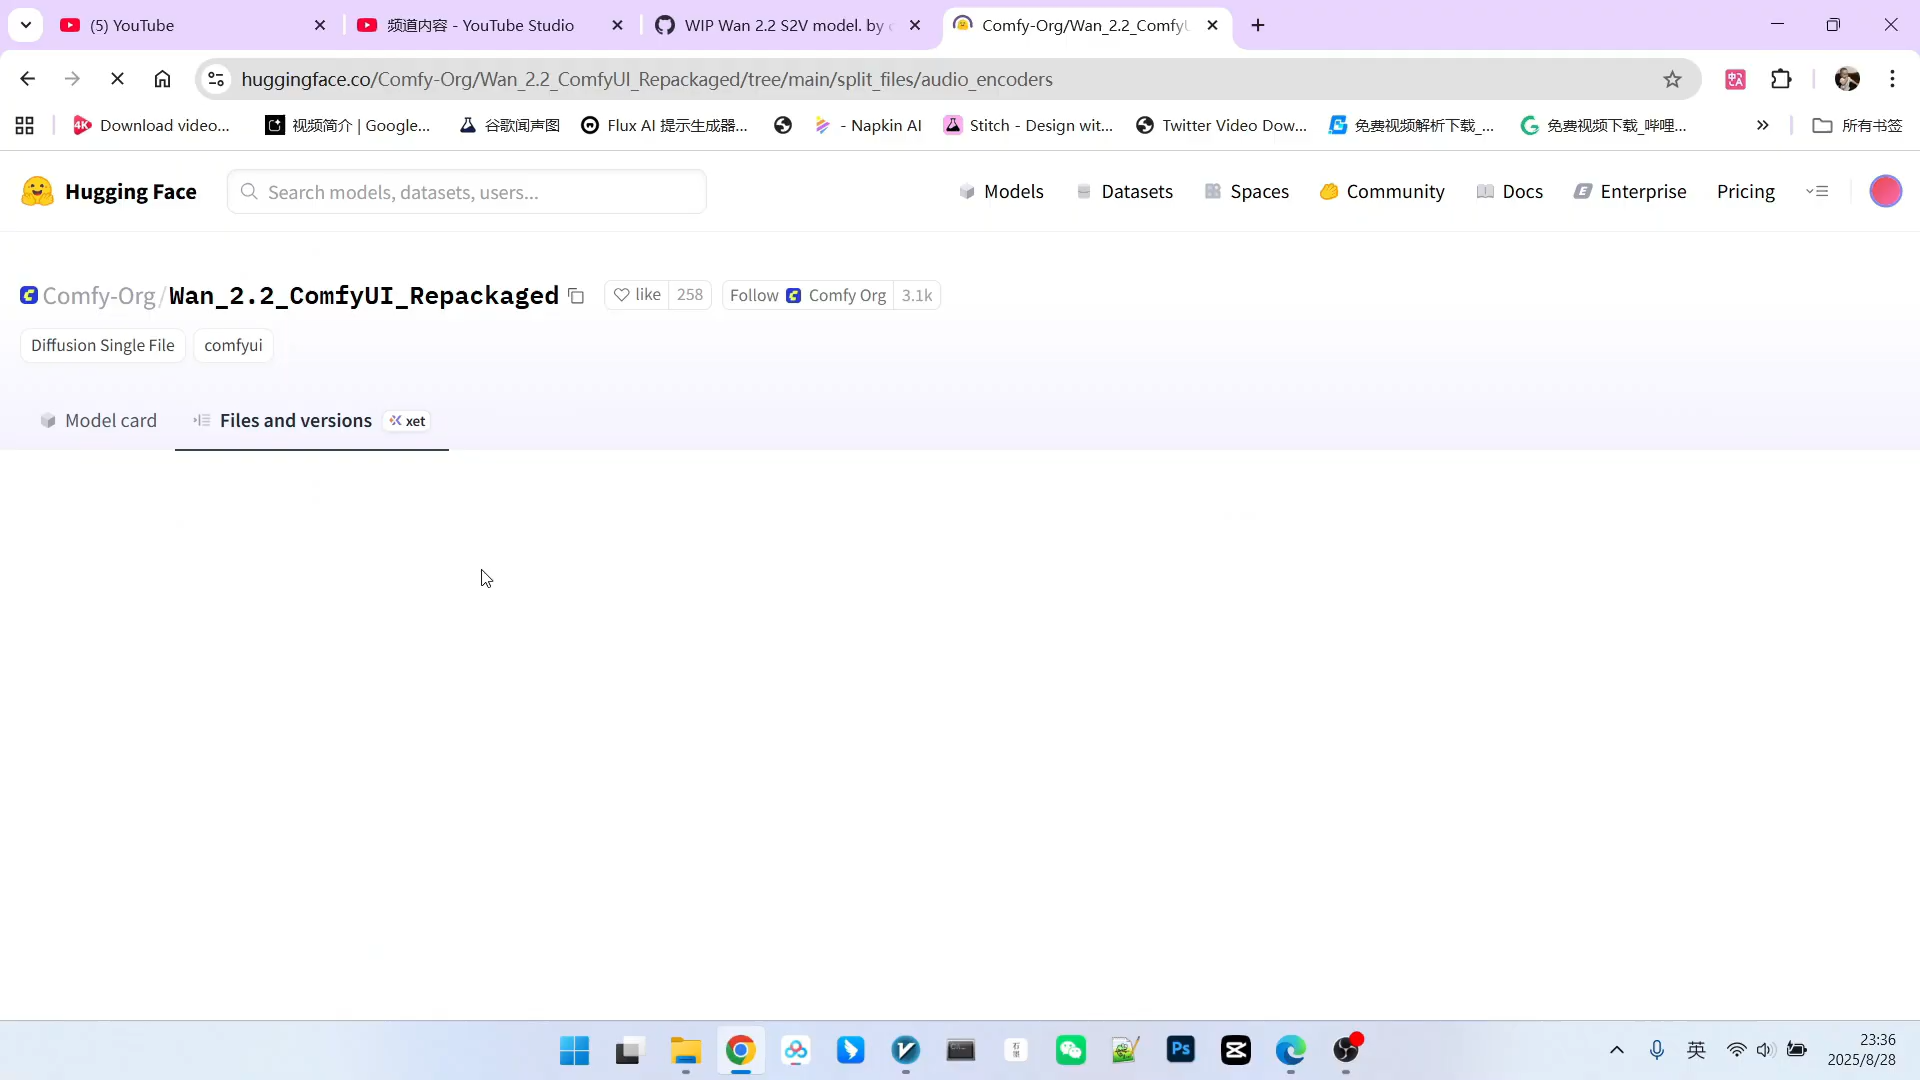 (5) YouTube
频道内容 - YouTube Studio
WIP Wan 2.2 S2V model. by
Comfy-Org/Wan_2.2_Comfy
huggingface.co/Comfy-Org/Wan_2.2_ComfyUI_Repackaged/tree/main/split_files/audio_encoders
Download video...
视频简介 | Google...
谷歌闻声图
Flux AI 提示生成器...
- Napkin AI
Stitch - Design wit...
Twitter Video Dow...
免费视频解析下载_...
免费视频下载_哔哩...
所有书签
Hugging Face
Search models, datasets, users...
Models
Datasets
Spaces
Community
Docs
Enterprise
Pricing
Comfy-Org/Wan_2.2_ComfyUI_Repackaged
like 258
Follow Comfy Org 3.1k
Diffusion Single File
comfyui
Model card
Files and versions
xet
英
23:36
2025/8/28